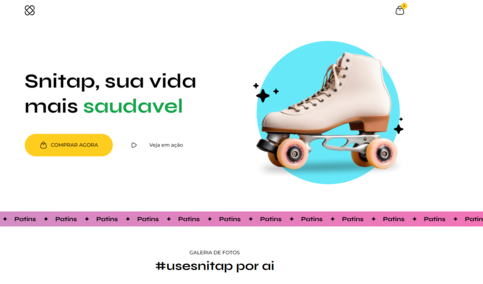 Snitap, sua vida
mais saudavel
COMPRAR AGORA
Veja em ação
Patins Patins Patins Patins Patins Patins Patins Patins Patins Patins Patins Patins
GALERIA DE FOTOS
#usesnitap por ai